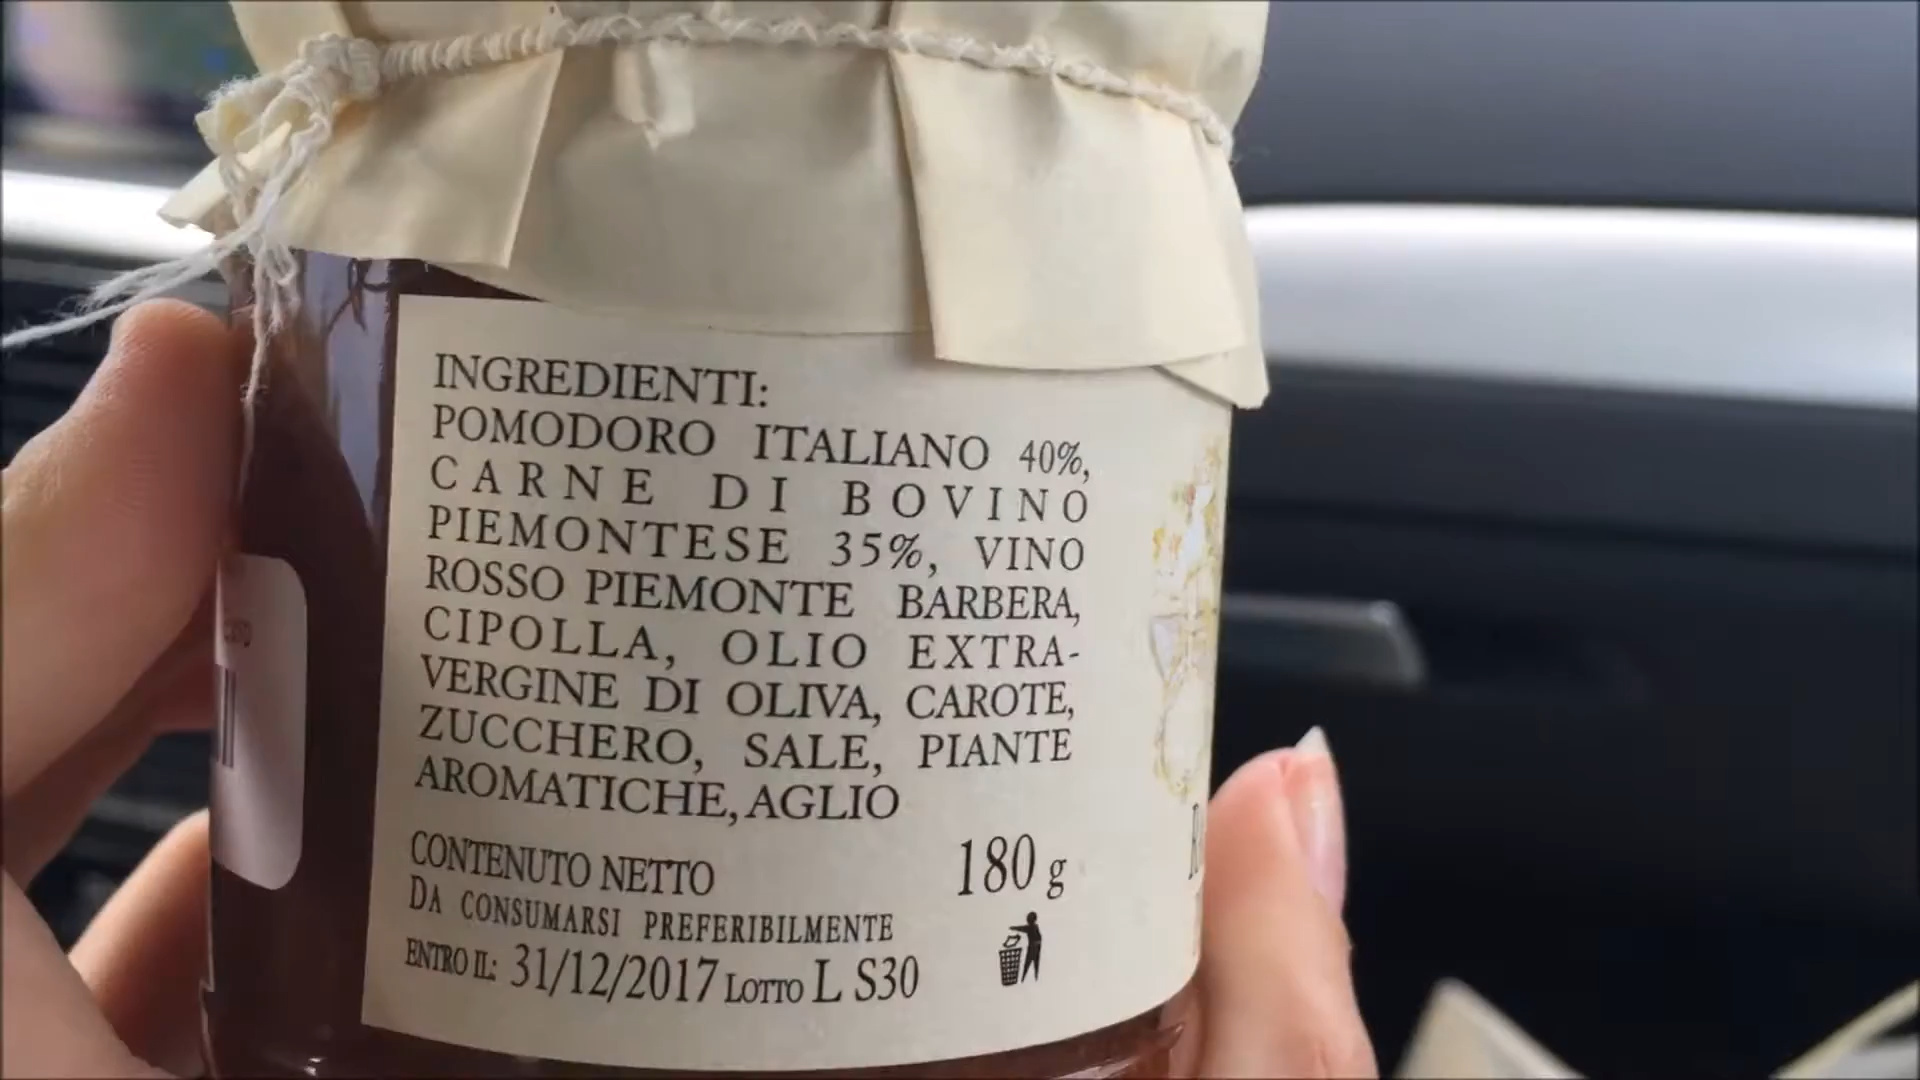 INGREDIENTI:
POMODORO ITALIANO 40%,
CARNE DI BOVINO
PIEMONTESE 35%, VINO
ROSSO PIEMONTE BARBERA,
CIPOLLA, OLIO EXTRA-
VERGINE DI OLIVA, CAROTE,
ZUCCHERO, SALE, PIANTE
AROMATICHE, AGLIO
CONTENUTO NETTO 180 g
DA CONSUMARSI PREFERIBILMENTE
ENTRO IL: 31/12/2017 LOTTO L S30